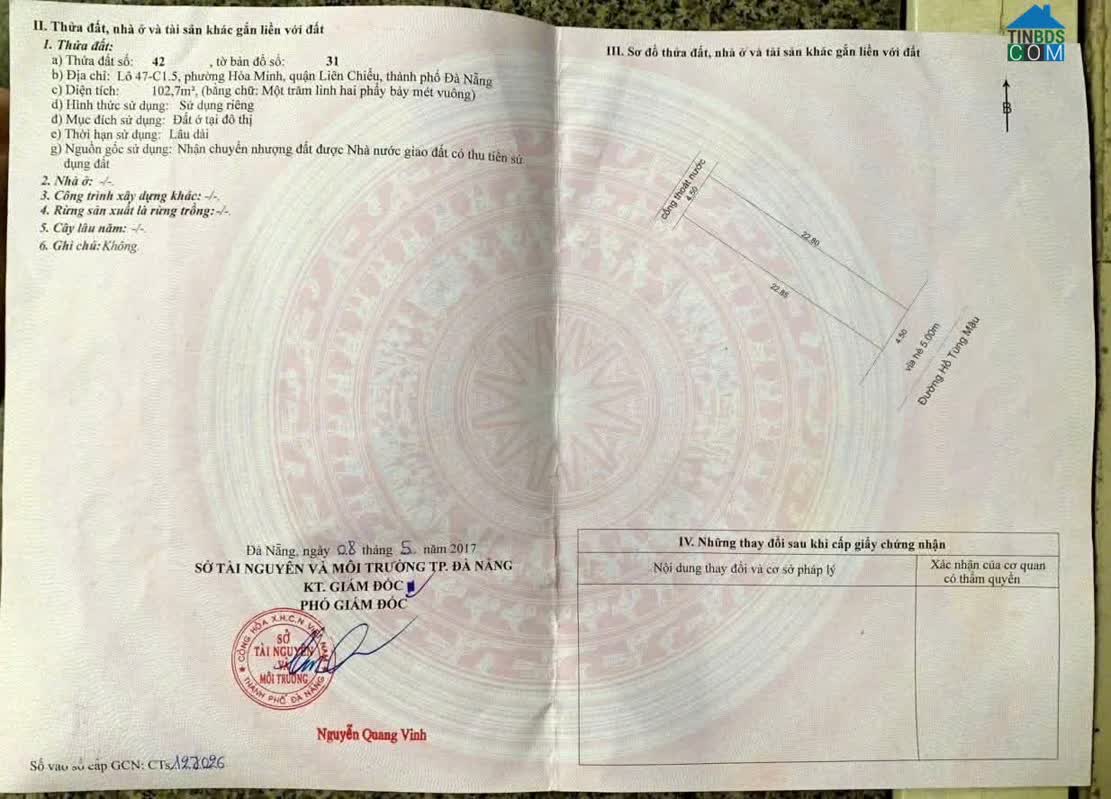 II. Thửa đất, nhà ở và tài sản khác gắn liền với đất
1. Thửa đất:
a) Thửa đất số: 42 , tờ bản đồ số: 31
b) Địa chỉ: Lô 47-C1.5, phường Hòa Minh, quận Liên Chiểu, thành phố Đà Nẵng
c) Diện tích: 102,7m², (bằng chữ: Một trăm linh hai phẩy bảy mét vuông)
d) Hình thức sử dụng: Sử dụng riêng
đ) Mục đích sử dụng: Đất ở tại đô thị
e) Thời hạn sử dụng: Lâu dài
g) Nguồn gốc sử dụng: Nhận chuyển nhượng đất được Nhà nước giao đất có thu tiền sử
dụng đất
2. Nhà ở: -/-.
3. Công trình xây dựng khác: -/-.
4. Rừng sản xuất là rừng trồng:-/-.
5. Cây lâu năm: -/-.
6. Ghi chú: Không.
Đà Nẵng, ngày 08 tháng 5 năm 2017
SỞ TÀI NGUYÊN VÀ MÔI TRƯỜNG TP. ĐÀ NẴNG
KT. GIÁM ĐỐC
PHÓ GIÁM ĐỐC
CỘNG HÒA X.H.C.N VIỆT NAM
SỞ
TÀI NGUYÊN
VÀ
MÔI TRƯỜNG
THÀNH PHỐ ĐÀ NẴNG
Nguyễn Quang Vinh
Số vào sổ cấp GCN: CTs
III. Sơ đồ thửa đất, nhà ở và tài sản khác gắn liền với đất
TINBDS
COM
B
cống thoát nước
4.50
22.80
22.85
4.50
vỉa hè 5.00m
Đường Hồ Tùng Mậu
IV. Những thay đổi sau khi cấp giấy chứng nhận
Nội dung thay đổi và cơ sở pháp lý
Xác nhận của cơ quan
có thẩm quyền